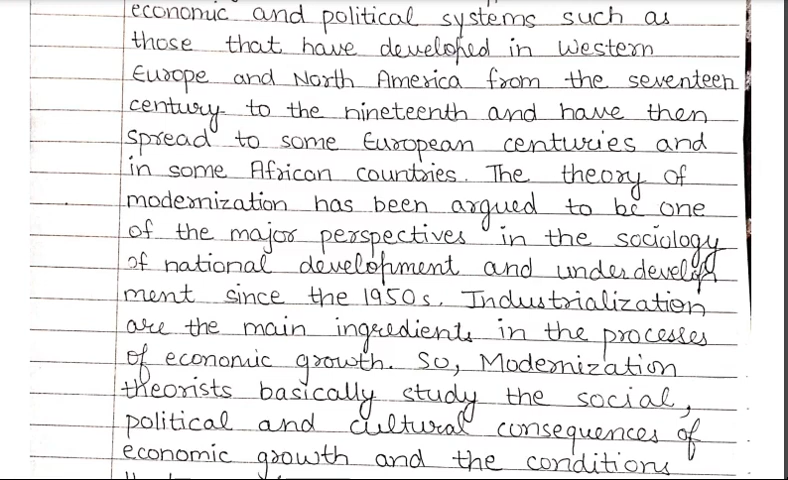 economic and political systems such as
those that have developed in Western
Europe and North America from the seventeen
century to the nineteenth and have then
spread to some European centuries and
in some African countries. The theory of
modernization has been argued to be one
of the major perspectives in the sociology
of national development and underdevelop
ment since the 1950s. Industrialization
are the main ingredients in the processes
of economic growth. So, Modernization
theorists basically study the social,
political and cultural consequences of
economic growth and the conditions